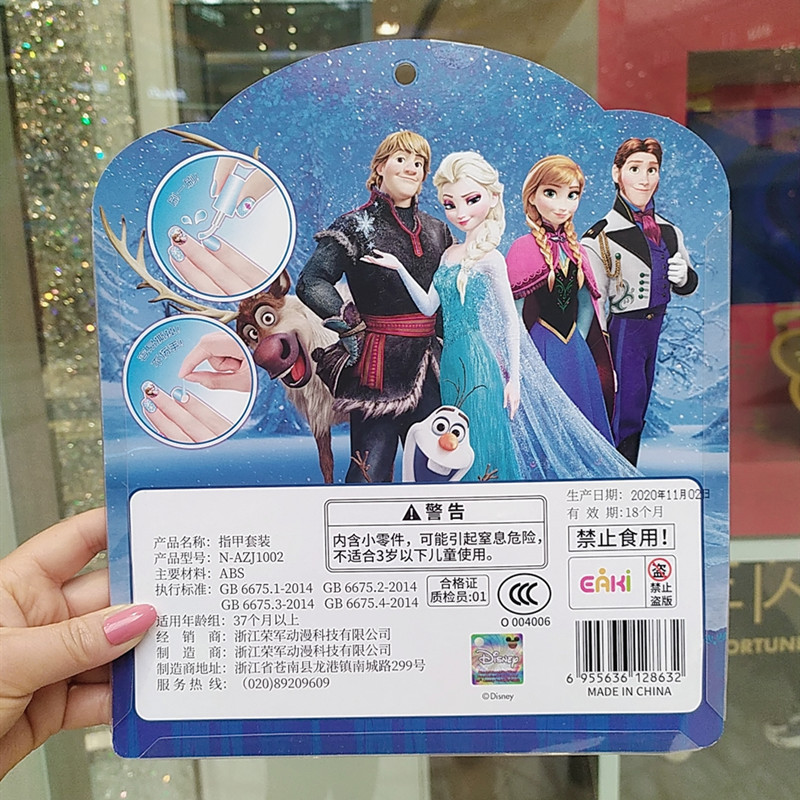 警告
内含小零件，可能引起窒息危险，
不适合3岁以下儿童使用。
生产日期：2020年11月02日
有 效 期：18个月
禁止食用！
产品名称：指甲套装
产品型号：N-AZJ1002
主要材料：ABS
执行标准：GB 6675.1-2014 GB 6675.2-2014
GB 6675.3-2014 GB 6675.4-2014
适用年龄组：37个月以上
经 销 商：浙江荣军动漫科技有限公司
制 造 商：浙江荣军动漫科技有限公司
制造商地址：浙江省苍南县龙港镇南城路299号
服 务 热 线：（020）89209609
合格证
质检员:01
CCC
O 004006
EAKI
盗
禁止
盗版
Disney
©Disney
6 955636 128632
MADE IN CHINA
ORTUNE